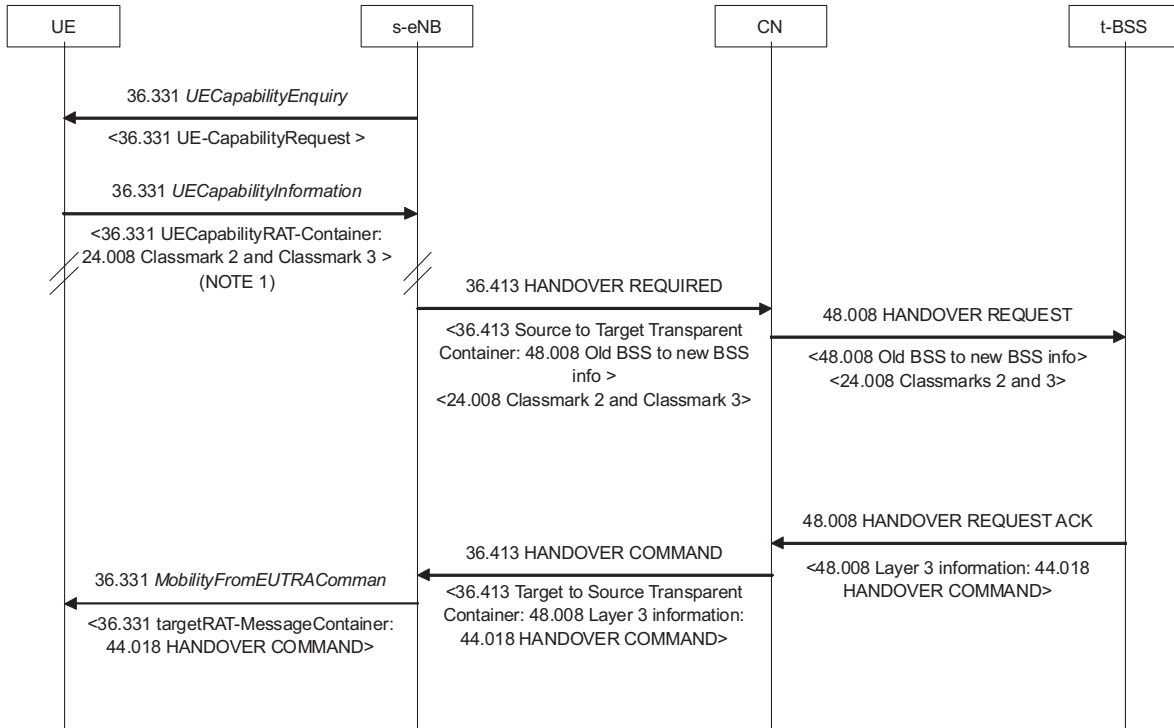 UE
s-eNB
CN
t-BSS
36.331 UECapabilityEnquiry
<36.331 UE-CapabilityRequest >
36.331 UECapabilityInformation
<36.331 UECapabilityRAT-Container:
24.008 Classmark 2 and Classmark 3 >
(NOTE 1)
36.413 HANDOVER REQUIRED
<36.413 Source to Target Transparent
Container: 48.008 Old BSS to new BSS
info >
<24.008 Classmark 2 and Classmark 3>
48.008 HANDOVER REQUEST
<48.008 Old BSS to new BSS info>
<24.008 Classmarks 2 and 3>
48.008 HANDOVER REQUEST ACK
<48.008 Layer 3 information: 44.018
HANDOVER COMMAND>
36.413 HANDOVER COMMAND
<36.413 Target to Source Transparent
Container: 48.008 Layer 3 information:
44.018 HANDOVER COMMAND>
36.331 MobilityFromEUTRAComman
<36.331 targetRAT-MessageContainer:
44.018 HANDOVER COMMAND>